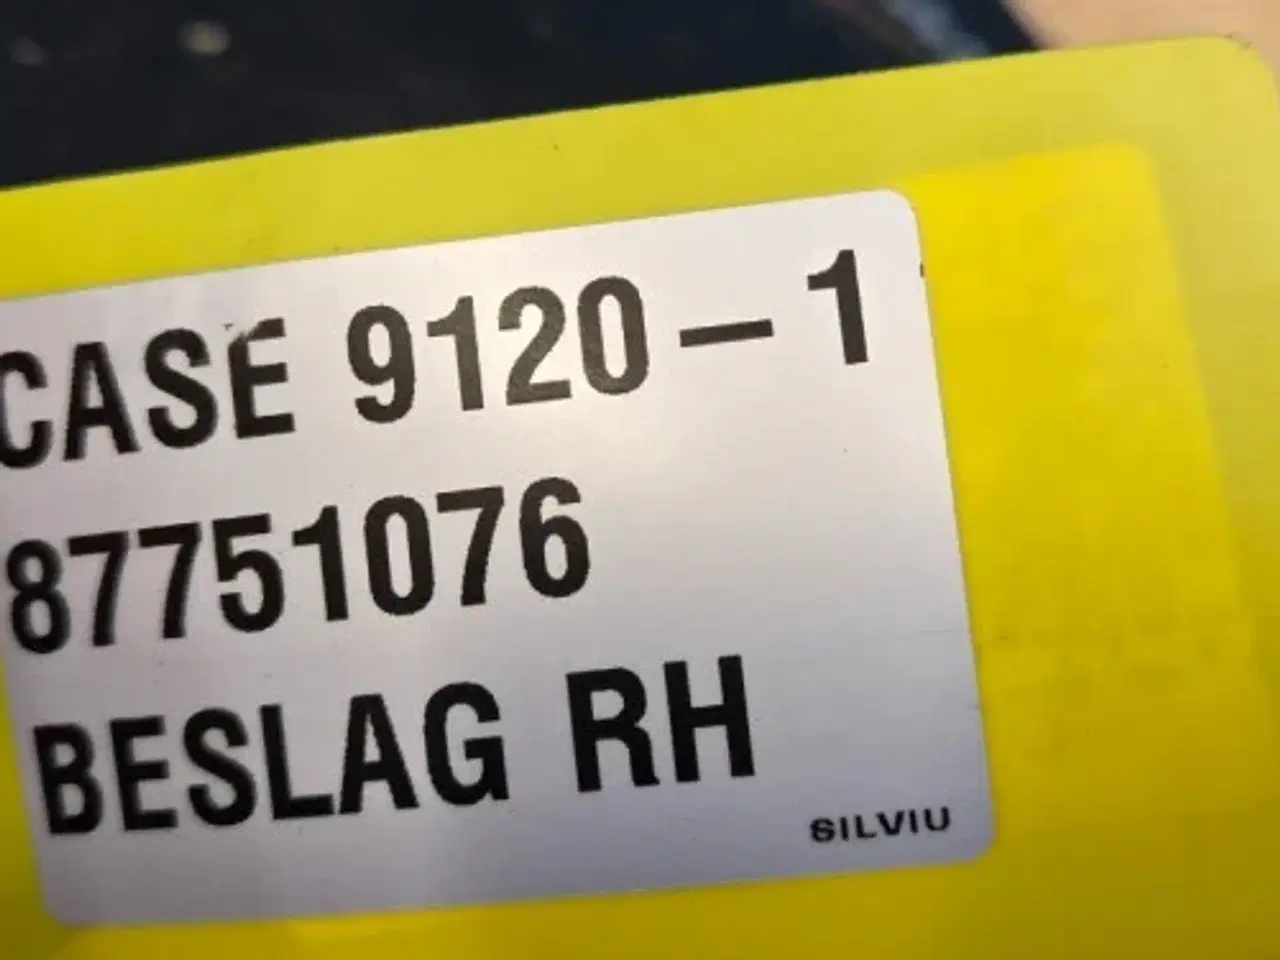 CASE 9120-1
87751076
BESLAG RH
SILVIU